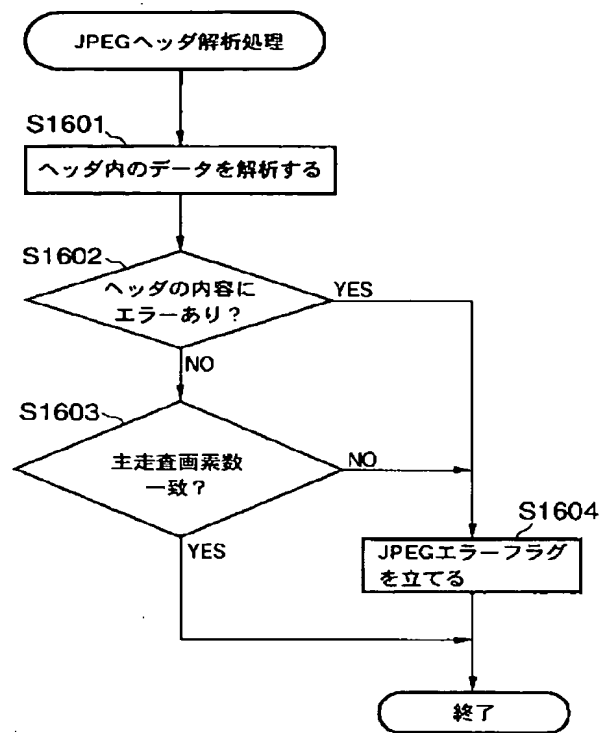 JPEGヘッダ解析処理
S1601
ヘッダ内のデータを解析する
S1602
ヘッダの内容に
エラーあり?
YES
NO
S1603
主走査画素数
一致?
NO
YES
S1604
JPEGエラーフラグ
を立てる
終了